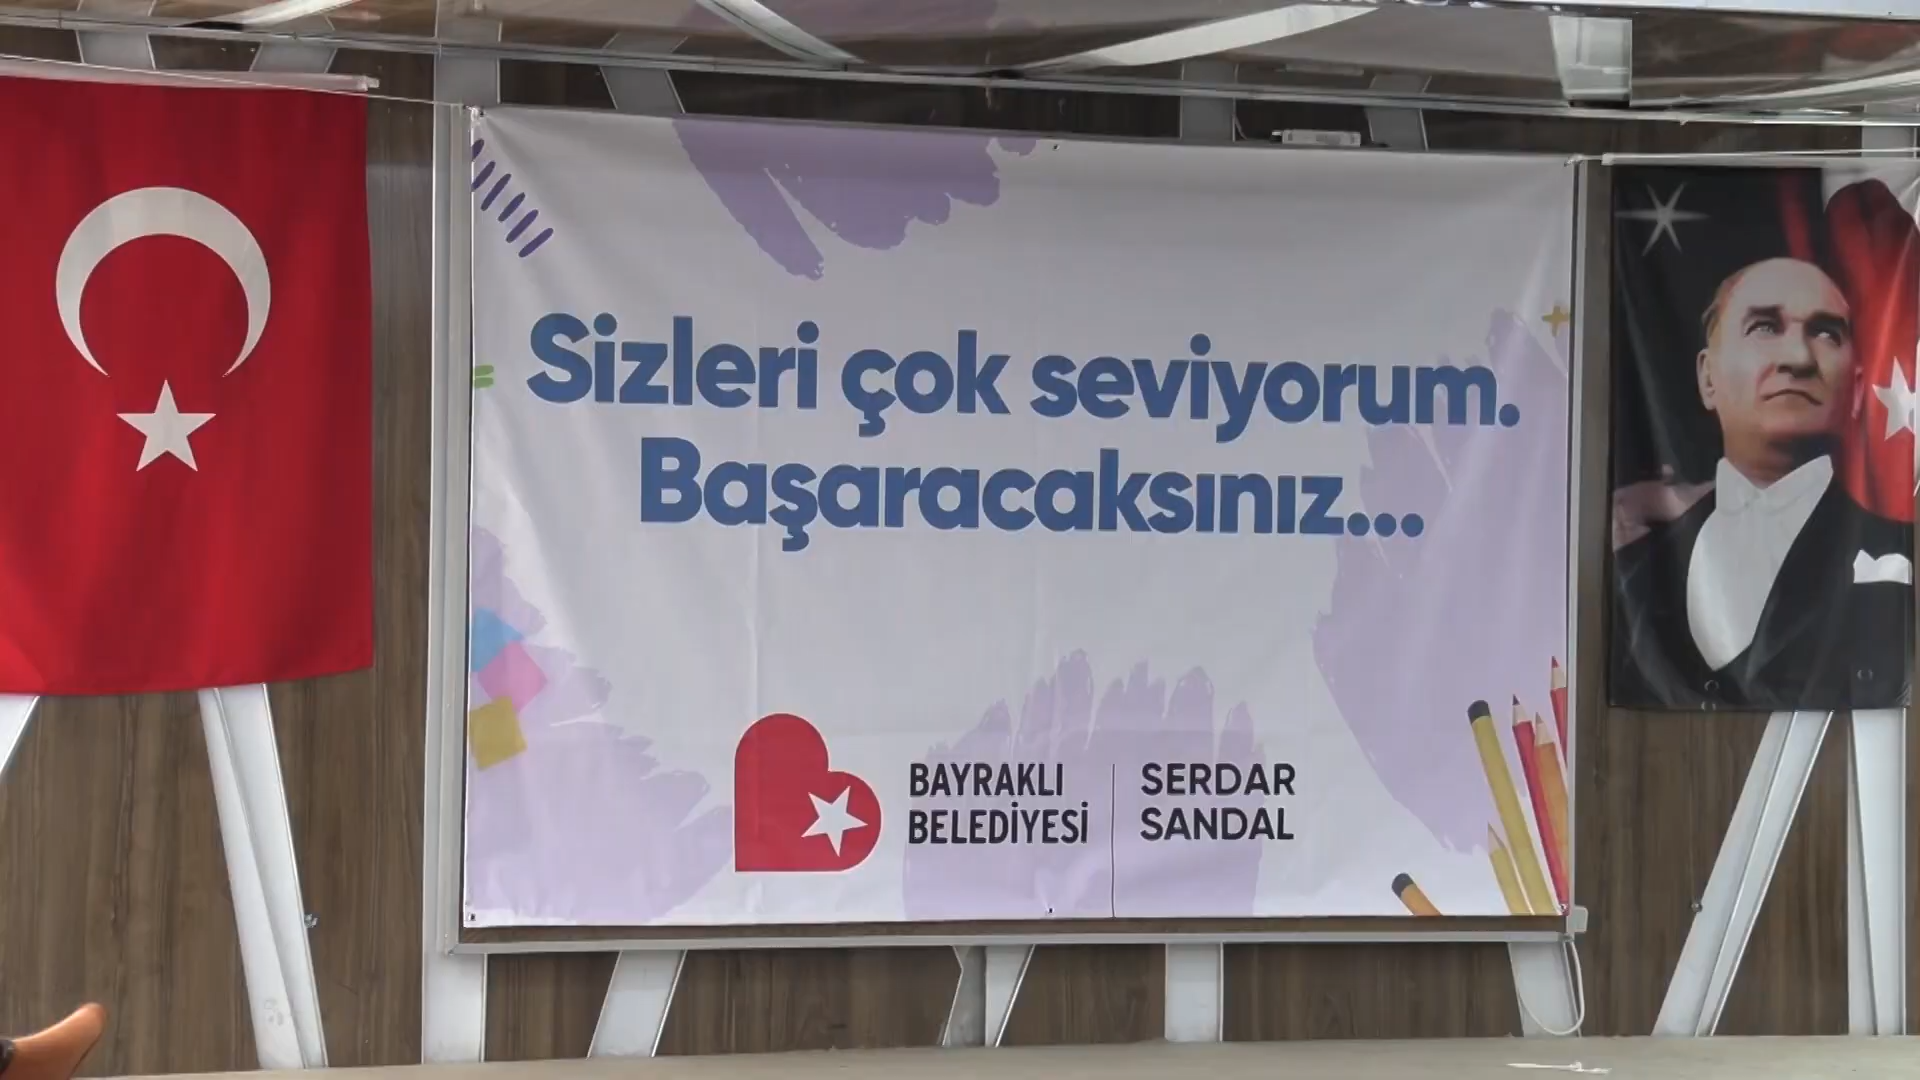 Sizleri çok seviyorum.
Başaracaksınız...
BAYRAKLI
BELEDİYESİ
SERDAR
SANDAL